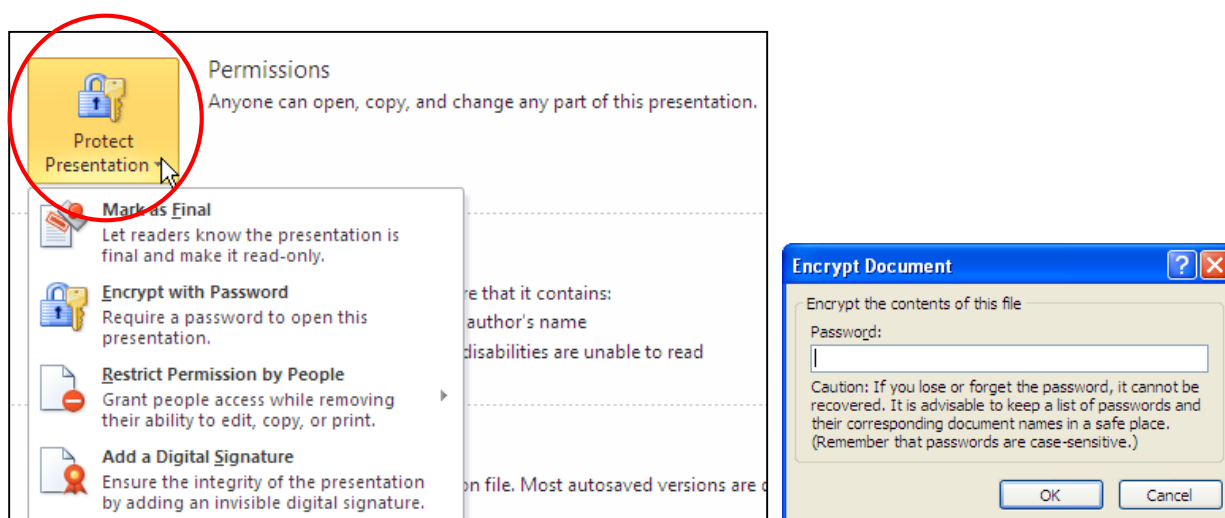 Permissions
Anyone can open, copy, and change any part of this presentation.
Protect
Presentation
Mark as Final
Let readers know the presentation is
final and make it read-only.
Encrypt with Password
Require a password to open this
presentation.
Restrict Permission by People
Grant people access while removing
their ability to edit, copy, or print.
Add a Digital Signature
Ensure the integrity of the presentation
by adding an invisible digital signature.
re that it contains:
author's name
disabilities are unable to read
on file. Most autosaved versions are
Encrypt Document
Encrypt the contents of this file
Password:
Caution: If you lose or forget the password, it cannot be
recovered. It is advisable to keep a list of passwords and
their corresponding document names in a safe place.
(Remember that passwords are case-sensitive.)
OK
Cancel